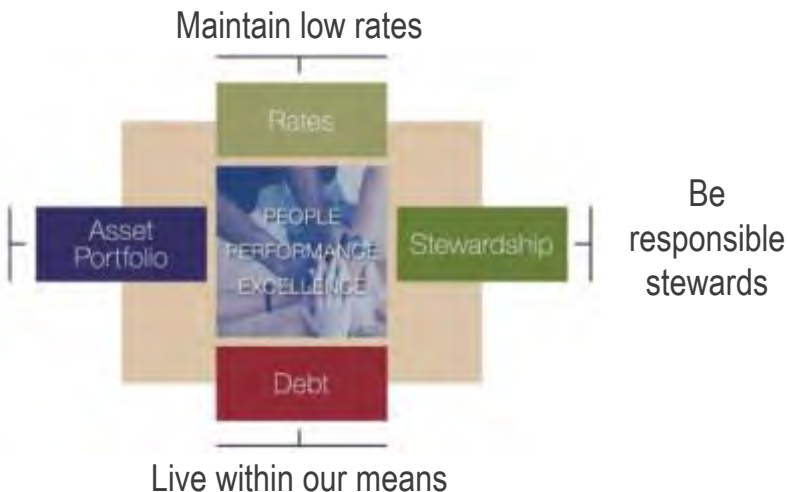 Maintain low rates
Rates
Asset
Portfolio
PEOPLE
PERFORMANCE
EXCELLENCE
Stewardship
Be
responsible
stewards
Debt
Live within our means